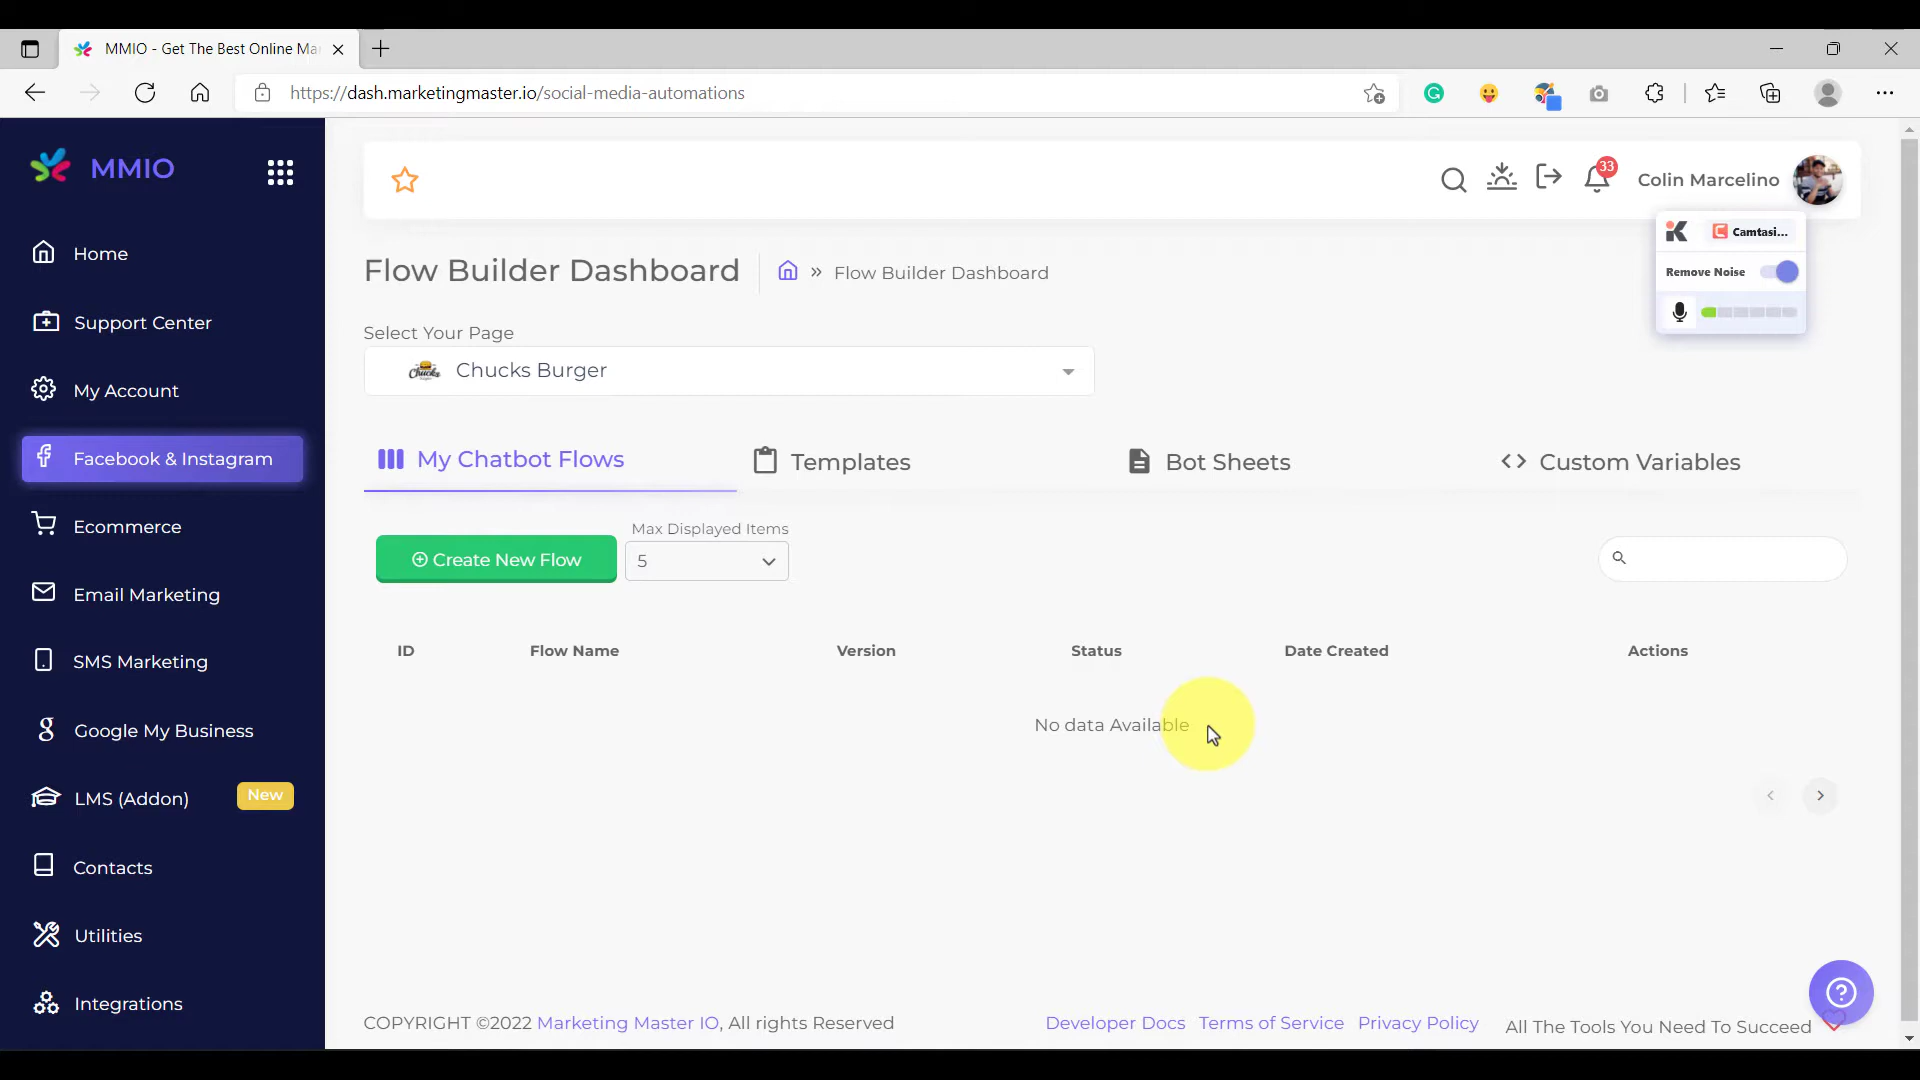 MMIO - Get The Best Online Ma
https://dash.marketingmaster.io/social-media-automations
MMIO
Home
Support Center
My Account
Facebook & Instagram
Ecommerce
Email Marketing
SMS Marketing
Google My Business
LMS (Addon) New
Contacts
Utilities
Integrations
33
Colin Marcelino
Camtasi...
Remove Noise
Flow Builder Dashboard » Flow Builder Dashboard
Select Your Page
Chucks Chucks Burger
My Chatbot Flows Templates Bot Sheets Custom Variables
Max Displayed Items
Create New Flow 5
ID Flow Name Version Status Date Created Actions
No data Available
COPYRIGHT ©2022 Marketing Master IO, All rights Reserved Developer Docs Terms of Service Privacy Policy All The Tools You Need To Succeed